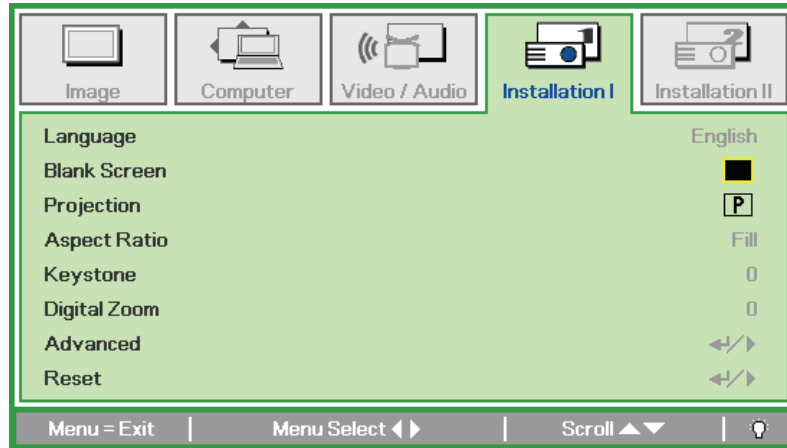 Image Computer Video / Audio Installation I Installation II
Language English
Blank Screen
Projection P
Aspect Ratio Fill
Keystone 0
Digital Zoom 0
Advanced
Reset
Menu = Exit Menu Select Scroll